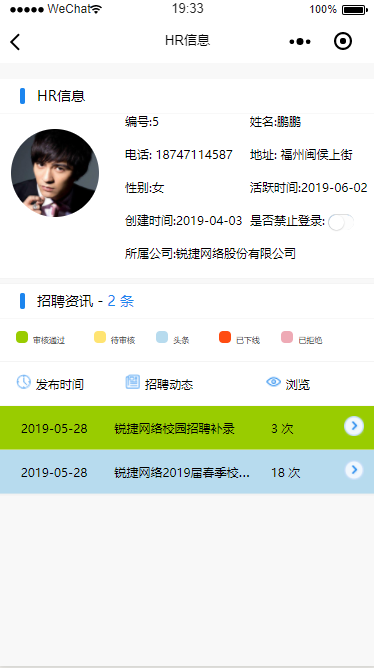 WeChat 19:33 100%
HR信息
HR信息
编号:5 姓名:鹏鹏
电话: 18747114587 地址: 福州闽侯上街
性别:女 活跃时间:2019-06-02
创建时间:2019-04-03 是否禁止登录:
所属公司:锐捷网络股份有限公司
招聘资讯 - 2 条
审核通过 待审核 头条 已下线 已拒绝
发布时间 招聘动态 浏览
2019-05-28 锐捷网络校园招聘补录 3 次
2019-05-28 锐捷网络2019届春季校... 18 次